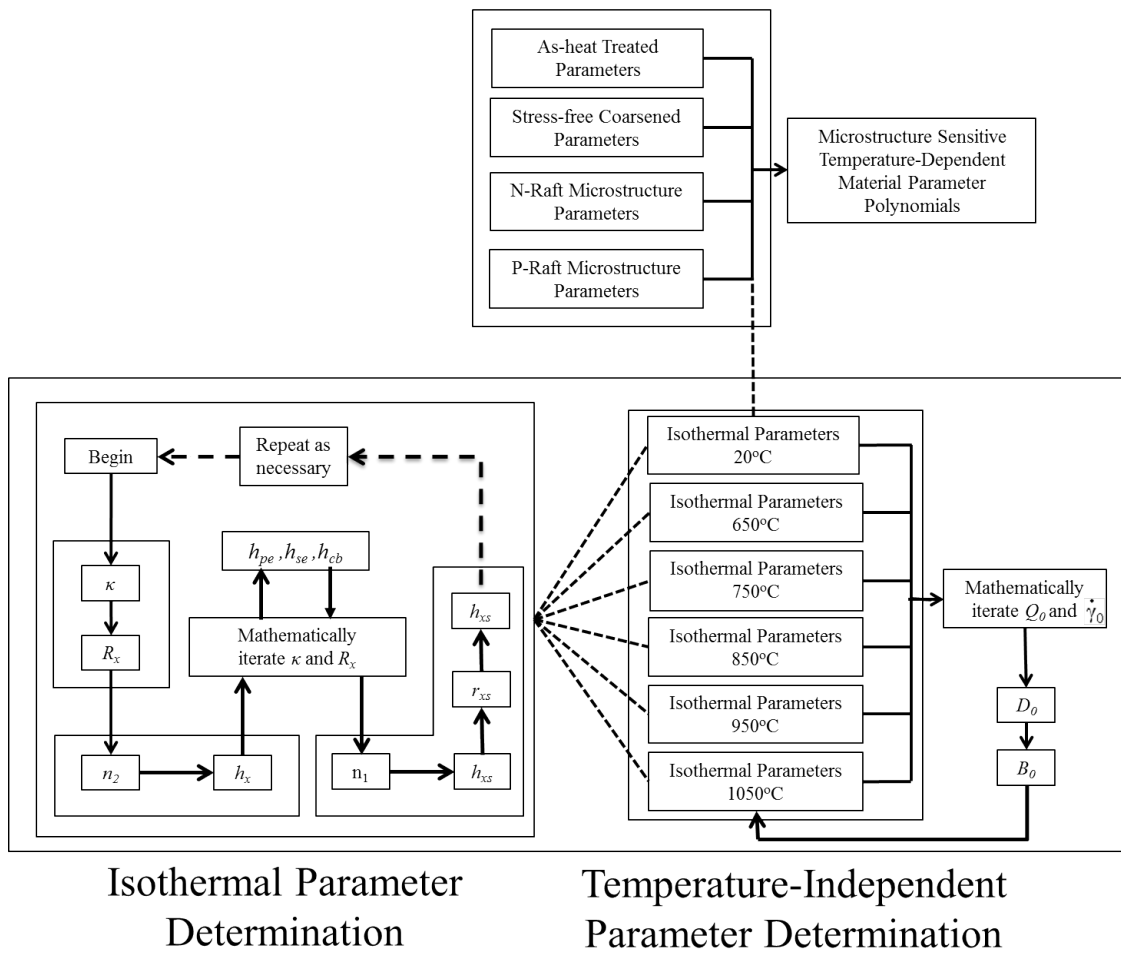 As-heat Treated
Parameters
Stress-free Coarsened
Parameters
N-Raft Microstructure
Parameters
P-Raft Microstructure
Parameters
Microstructure Sensitive
Temperature-Dependent
Material Parameter
Polynomials
Begin
Repeat as
necessary
κ
R_x
n_2
h_x
h_pe ,h_se ,h_cb
Mathematically
iterate κ and R_x
n_1
h_xs
r_xs
h_xs
Isothermal Parameters
20°C
Isothermal Parameters
650°C
Isothermal Parameters
750°C
Isothermal Parameters
850°C
Isothermal Parameters
950°C
Isothermal Parameters
1050°C
Mathematically
iterate Q_0 and γ̇_0
D_0
B_0
Isothermal Parameter
Determination
Temperature-Independent
Parameter Determination